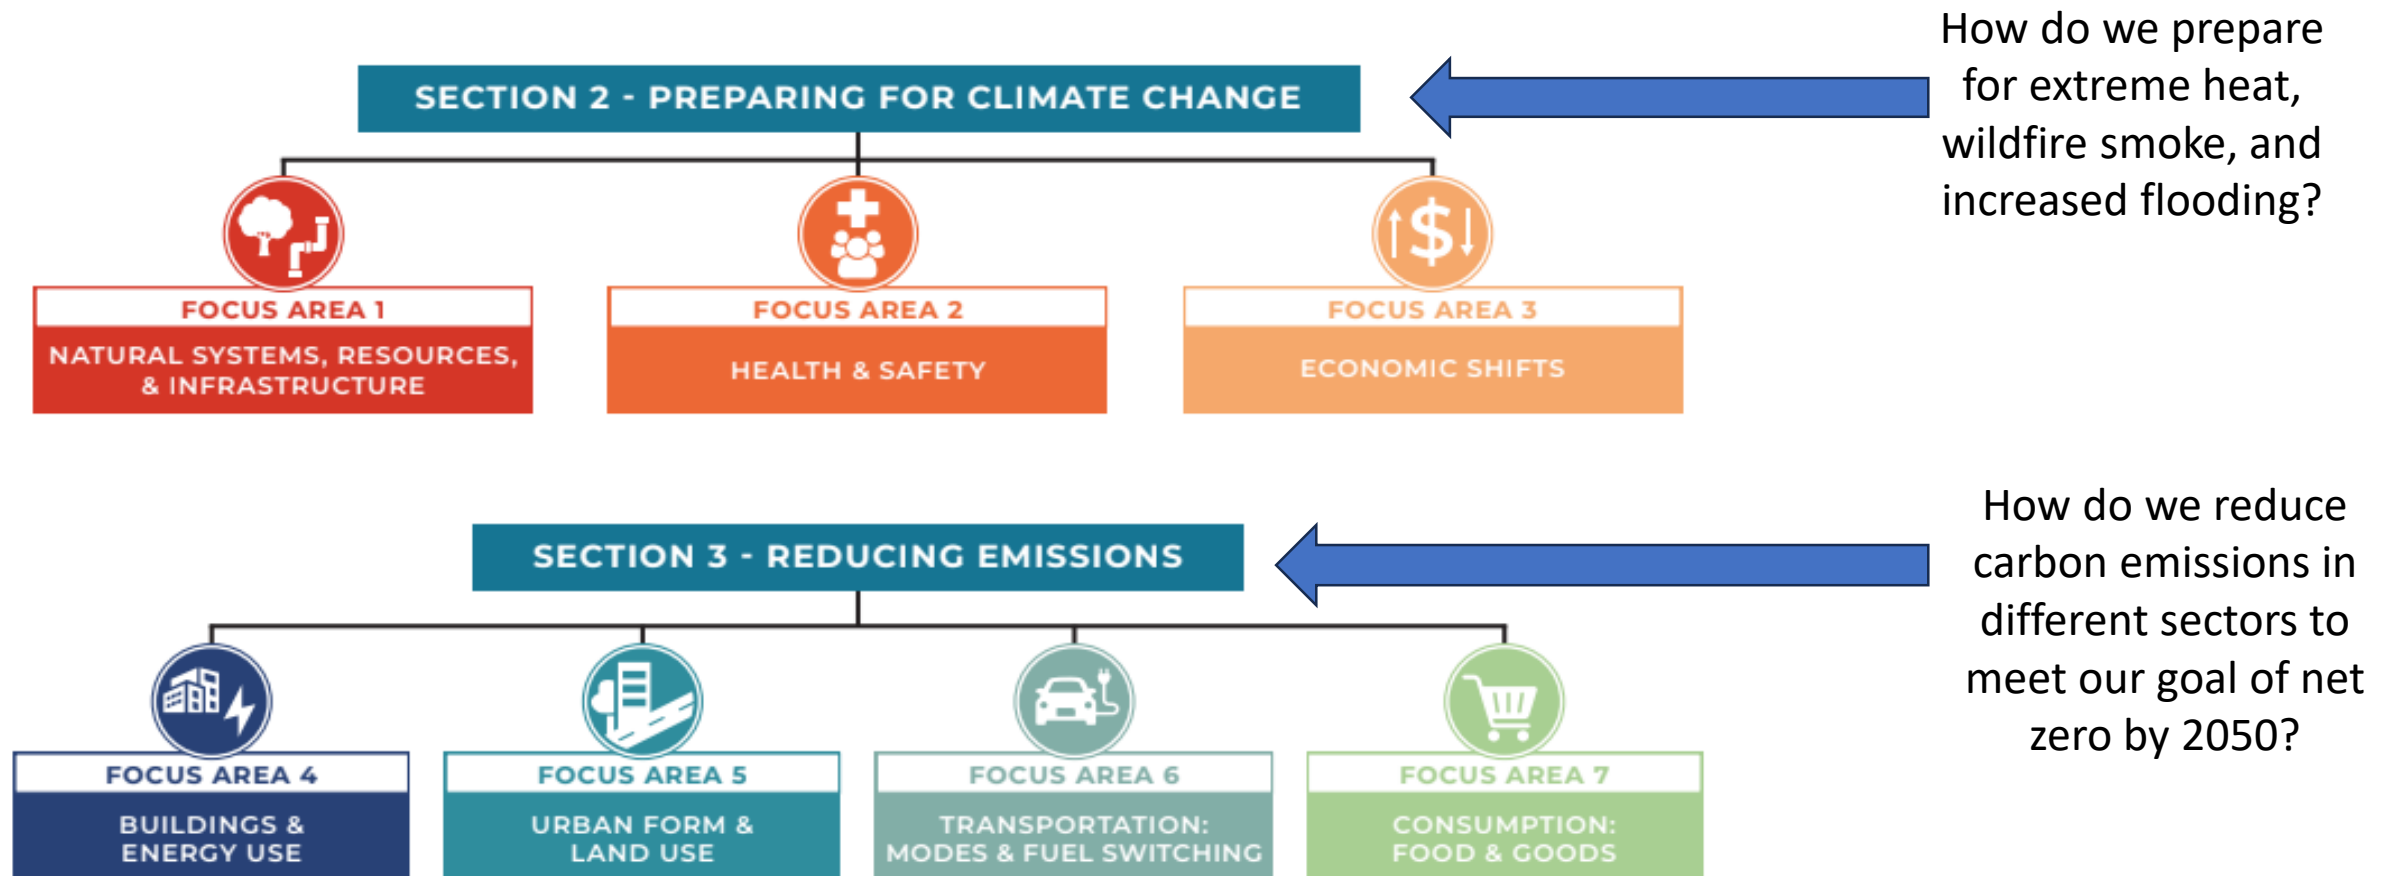 SECTION 2 - PREPARING FOR CLIMATE CHANGE
How do we prepare
for extreme heat,
wildfire smoke, and
increased flooding?
$
FOCUS AREA 1
NATURAL SYSTEMS, RESOURCES,
& INFRASTRUCTURE
FOCUS AREA 2
HEALTH & SAFETY
FOCUS AREA 3
ECONOMIC SHIFTS
SECTION 3 - REDUCING EMISSIONS
How do we reduce
carbon emissions in
different sectors to
meet our goal of net
zero by 2050?
FOCUS AREA 4
BUILDINGS &
ENERGY USE
FOCUS AREA 5
URBAN FORM &
LAND USE
FOCUS AREA 6
TRANSPORTATION:
MODES & FUEL SWITCHING
FOCUS AREA 7
CONSUMPTION:
FOOD & GOODS